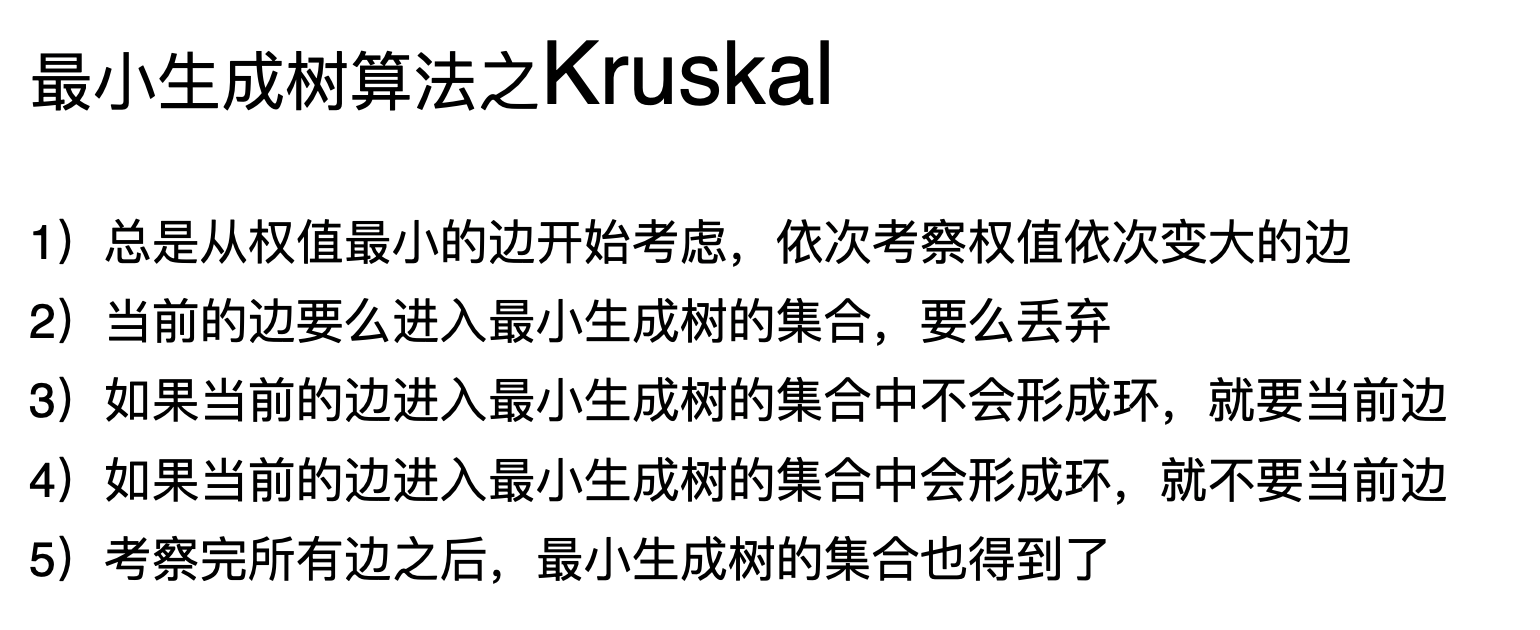 最小生成树算法之Kruskal
1）总是从权值最小的边开始考虑，依次考察权值依次变大的边
2）当前的边要么进入最小生成树的集合，要么丢弃
3）如果当前的边进入最小生成树的集合中不会形成环，就要当前边
4）如果当前的边进入最小生成树的集合中会形成环，就不要当前边
5）考察完所有边之后，最小生成树的集合也得到了